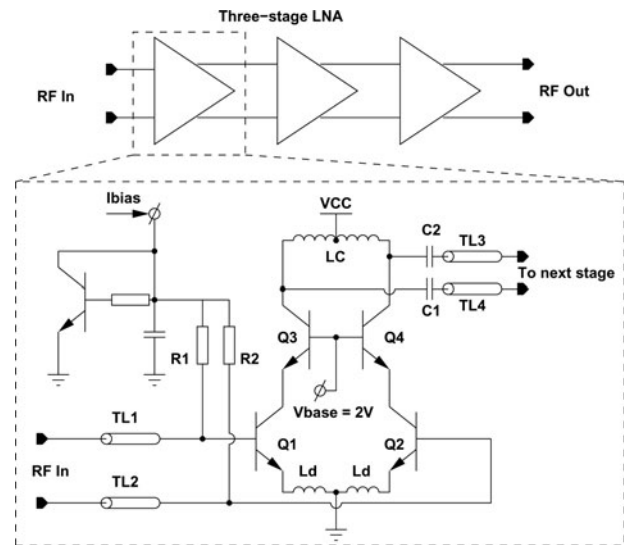 Three-stage LNA
RF In
RF Out
Ibias
VCC
LC
C2
TL3
To next stage
C1
TL4
R1
R2
Q3
Q4
Vbase = 2V
TL1
Q1
Q2
RF In
TL2
Ld
Ld